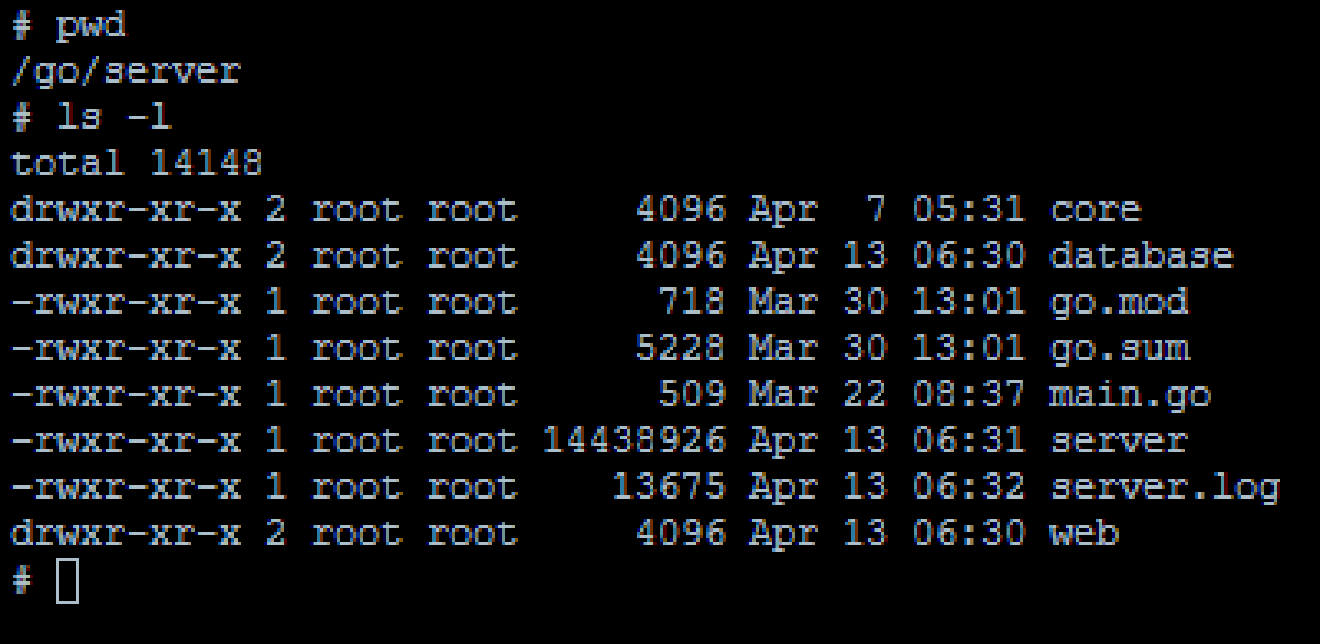 # pwd
/go/server
# ls -l
total 14148
drwxr-xr-x 2 root root     4096 Apr  7 05:31 core
drwxr-xr-x 2 root root     4096 Apr 13 06:30 database
-rwxr-xr-x 1 root root      718 Mar 30 13:01 go.mod
-rwxr-xr-x 1 root root     5228 Mar 30 13:01 go.sum
-rwxr-xr-x 1 root root      509 Mar 22 08:37 main.go
-rwxr-xr-x 1 root root 14438926 Apr 13 06:31 server
-rwxr-xr-x 1 root root    13675 Apr 13 06:32 server.log
drwxr-xr-x 2 root root     4096 Apr 13 06:30 web
#